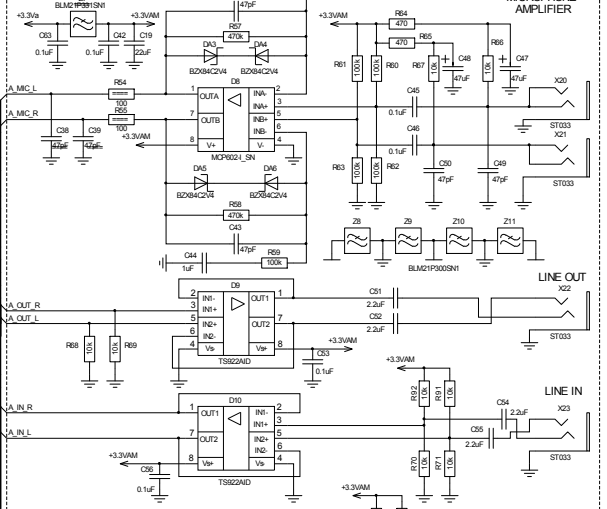 MICROPHONE
AMPLIFIER
BLM21P331SN1
+3.3Va
+3.3VAM
C63
0.1uF
C42
0.1uF
C19
22uF
47pF
R57
470k
DA3
BZX84C2V4
DA4
BZX84C2V4
D8
A_MIC_L
A_MIC_R
R54
100
R55
100
C38
47pF
C39
47pF
+3.3VAM
1
7
8
OUTA
OUTB
V+
INA-
INA+
INB+
INB-
V-
2
3
5
6
4
MCP602-I_SN
+3.3VAM
R64
470
R65
470
R61
100k
R60
100k
R67
10k
C48
47uF
R66
10k
C47
47uF
C45
0.1uF
C46
0.1uF
R63
100k
R62
100k
C50
47pF
C49
47pF
X20
ST033
X21
ST033
DA5
BZX84C2V4
DA6
BZX84C2V4
R58
470k
C43
47pF
C44
1uF
R59
100k
Z8
Z9
Z10
Z11
BLM21P300SN1
D9
A_OUT_R
A_OUT_L
R68
10k
R69
10k
2
3
5
6
4
IN1-
IN1+
IN2+
IN2-
Vs-
OUT1
OUT2
Vs+
1
7
8
TS922AID
C51
2.2uF
C52
2.2uF
+3.3VAM
C53
0.1uF
LINE OUT
X22
ST033
D10
A_IN_R
A_IN_L
1
7
8
OUT1
OUT2
Vs+
IN1-
IN1+
IN2+
IN2-
Vs-
2
3
5
6
4
TS922AID
+3.3VAM
C56
0.1uF
+3.3VAM
R92
10k
R91
10k
R70
10k
R71
10k
C54
2.2uF
C55
2.2uF
LINE IN
X23
ST033
+3.3VAM